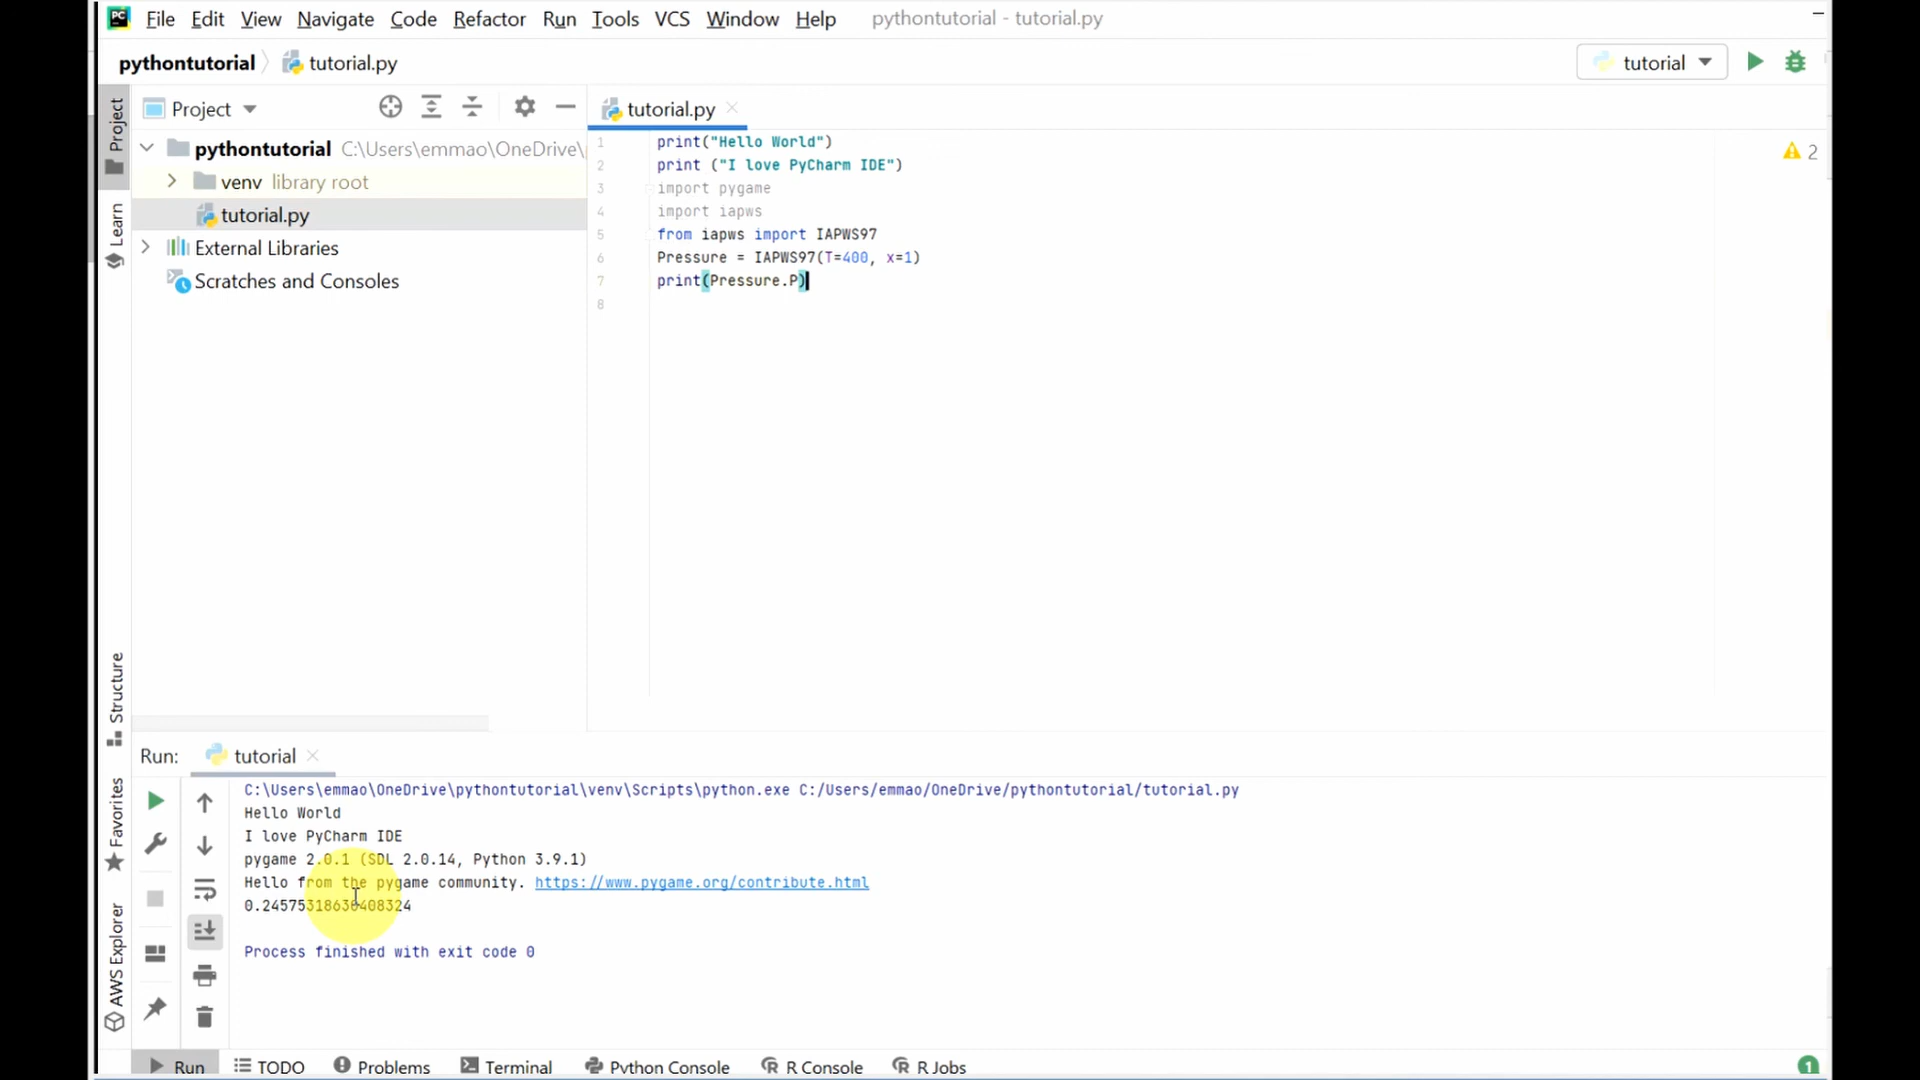 PC File Edit View Navigate Code Refactor Run Tools VCS Window Help pythontutorial - tutorial.py
pythontutorial tutorial.py tutorial
Project
Project
Learn
Structure
Favorites
AWS Explorer
pythontutorial C:\Users\emmao\OneDrive\
venv library root
tutorial.py
External Libraries
Scratches and Consoles
tutorial.py
2
1 print("Hello World")
2 print ("I love PyCharm IDE")
3 import pygame
4 import iapws
5 from iapws import IAPWS97
6 Pressure = IAPWS97(T=400, x=1)
7 print(Pressure.P)
8
Run: tutorial
C:\Users\emmao\OneDrive\pythontutorial\venv\Scripts\python.exe C:/Users/emmao/OneDrive/pythontutorial/tutorial.py
Hello World
I love PyCharm IDE
pygame 2.0.1 (SDL 2.0.14, Python 3.9.1)
Hello from the pygame community. https://www.pygame.org/contribute.html
Process finished with exit code 0
Run TODO Problems Terminal Python Console R Console R Jobs 1